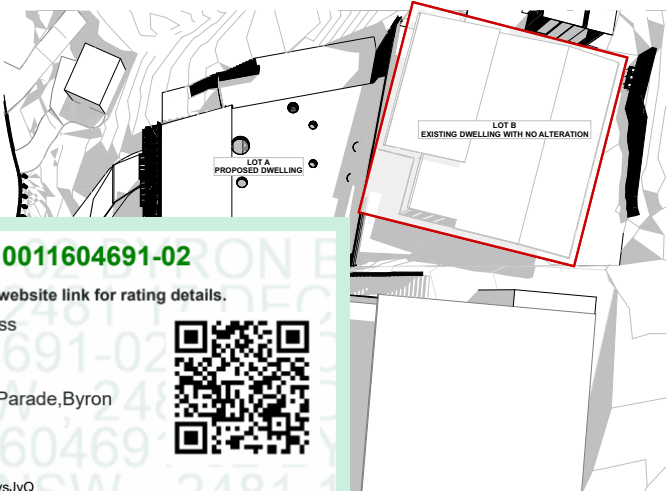 LOT B
EXISTING DWELLING WITH NO ALTERATION
LOT A
PROPOSED DWELLING
0011604691-02
website link for rating details.
ss
Parade,Byron